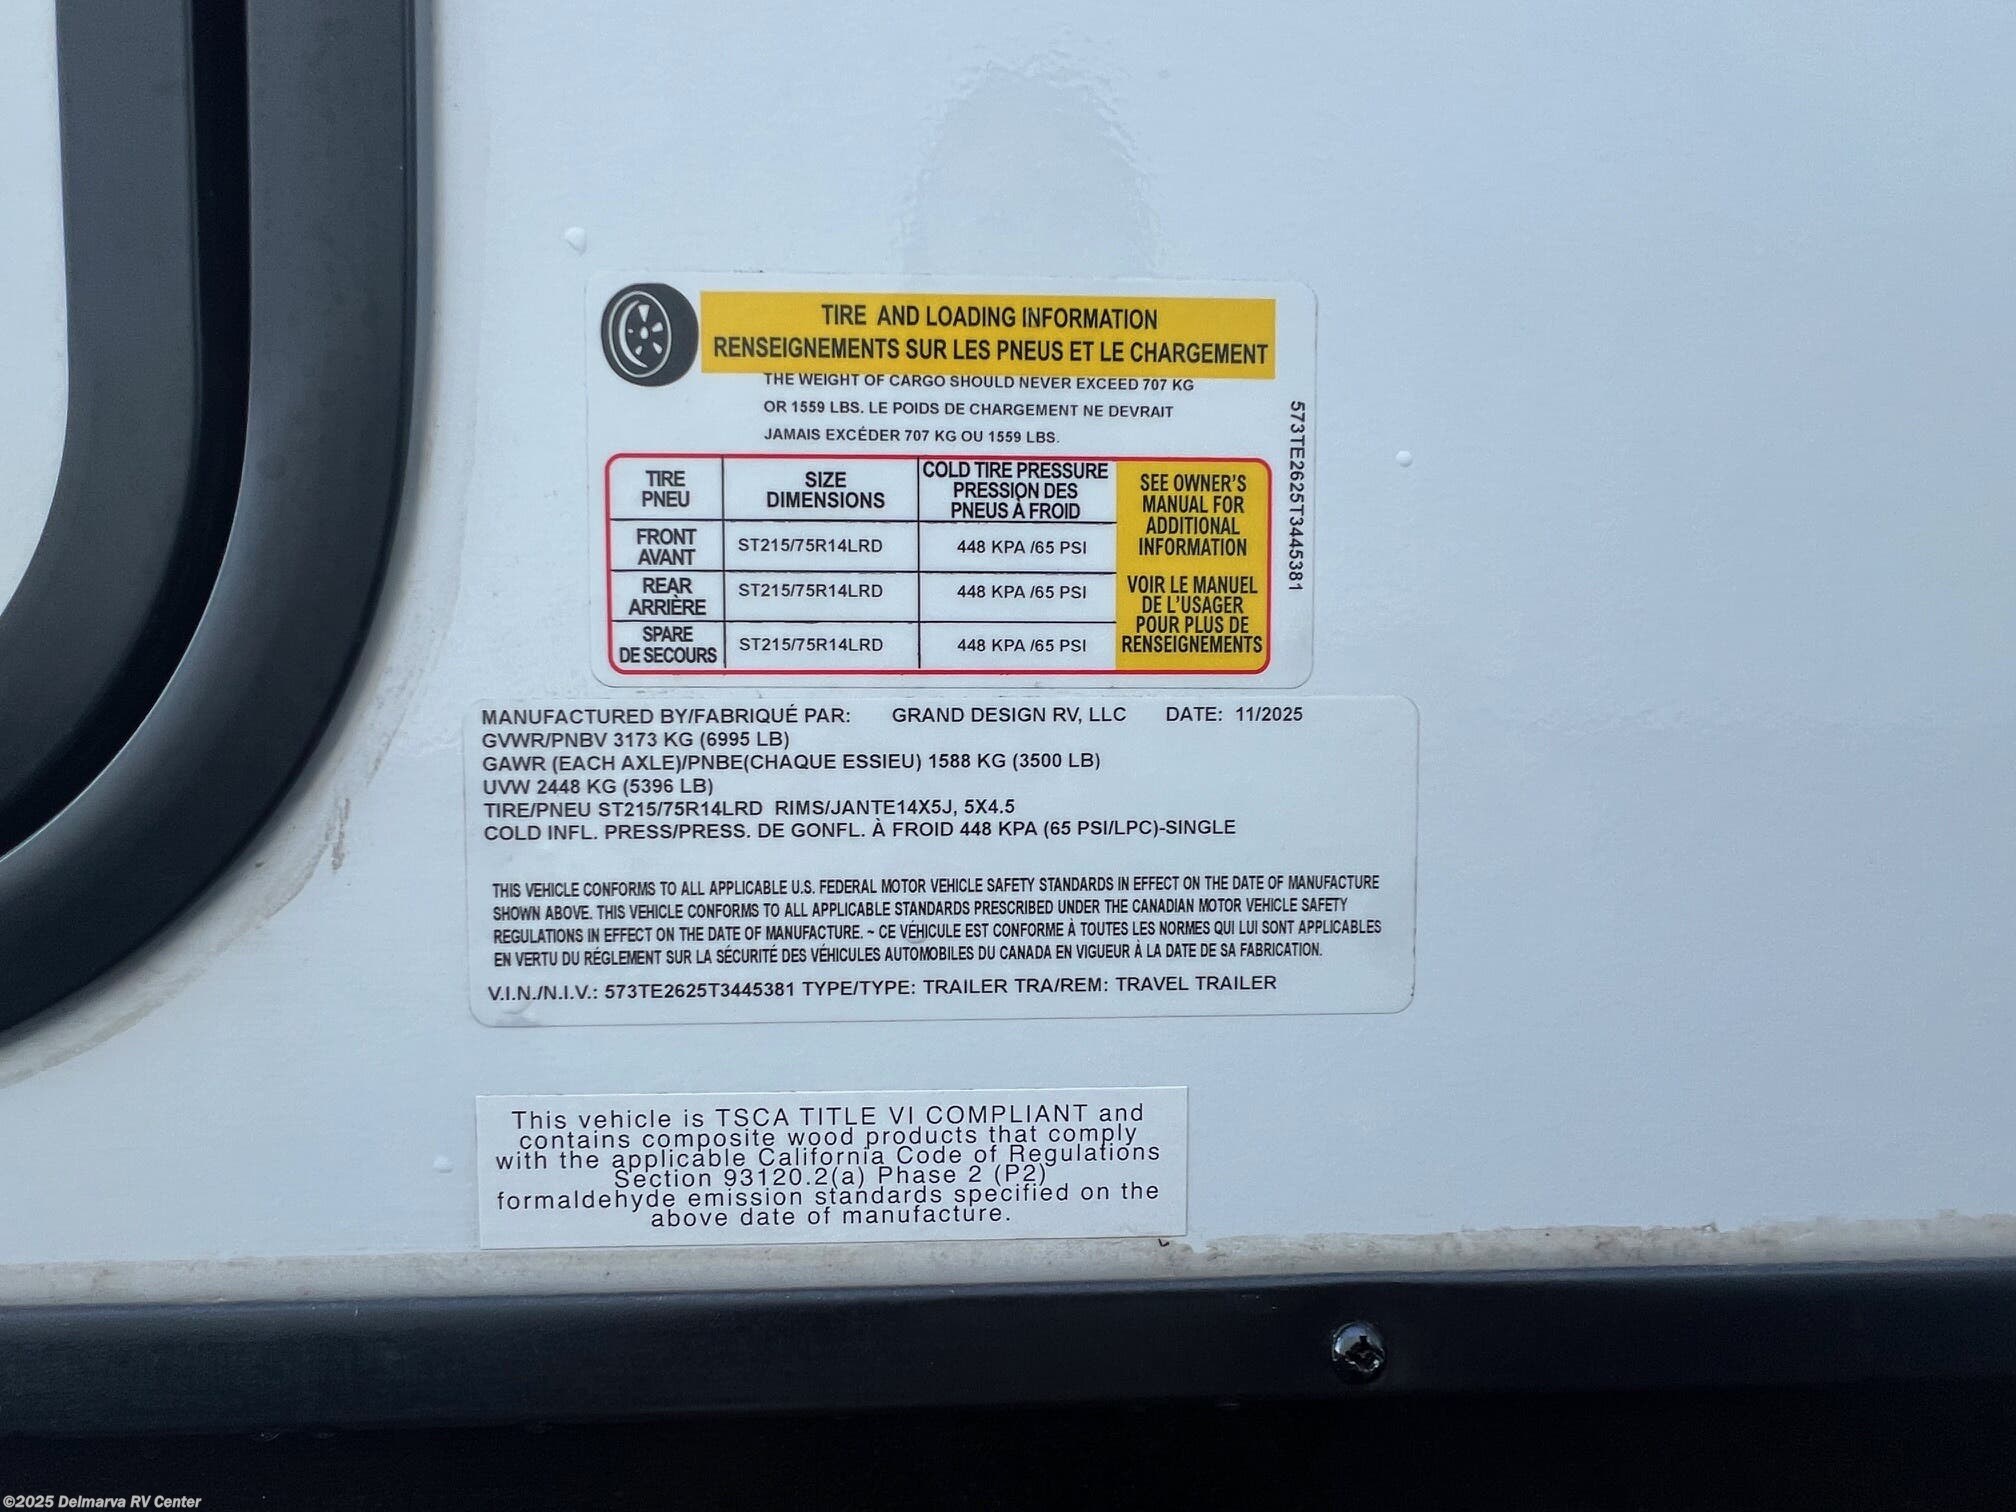 TIRE AND LOADING INFORMATION
RENSEIGNEMENTS SUR LES PNEUS ET LE CHARGEMENT
THE WEIGHT OF CARGO SHOULD NEVER EXCEED 707 KG
OR 1559 LBS. LE POIDS DE CHARGEMENT NE DEVRAIT
JAMAIS EXCÉDER 707 KG OU 1559 LBS.
TIRE
PNEU
SIZE
DIMENSIONS
COLD TIRE PRESSURE
PRESSION DES
PNEUS À FROID
FRONT
AVANT
ST215/75R14LRD
448 KPA /65 PSI
REAR
ARRIÈRE
ST215/75R14LRD
448 KPA /65 PSI
SPARE
DE SECOURS
ST215/75R14LRD
448 KPA /65 PSI
SEE OWNER'S
MANUAL FOR
ADDITIONAL
INFORMATION
VOIR LE MANUEL
DE L'USAGER
POUR PLUS DE
RENSEIGNEMENTS
573TE2625T3445381
MANUFACTURED BY/FABRIQUÉ PAR: GRAND DESIGN RV, LLC DATE: 11/2025
GVWR/PNBV 3173 KG (6995 LB)
GAWR (EACH AXLE)/PNBE(CHAQUE ESSIEU) 1588 KG (3500 LB)
UVW 2448 KG (5396 LB)
TIRE/PNEU ST215/75R14LRD RIMS/JANTE14X5J, 5X4.5
COLD INFL. PRESS/PRESS. DE GONFL. À FROID 448 KPA (65 PSI/LPC)-SINGLE
THIS VEHICLE CONFORMS TO ALL APPLICABLE U.S. FEDERAL MOTOR VEHICLE SAFETY STANDARDS IN EFFECT ON THE DATE OF MANUFACTURE
SHOWN ABOVE. THIS VEHICLE CONFORMS TO ALL APPLICABLE STANDARDS PRESCRIBED UNDER THE CANADIAN MOTOR VEHICLE SAFETY
REGULATIONS IN EFFECT ON THE DATE OF MANUFACTURE. ~ CE VÉHICULE EST CONFORME À TOUTES LES NORMES QUI LUI SONT APPLICABLES
EN VERTU DU RÉGLEMENT SUR LA SÉCURITÉ DES VÉHICULES AUTOMOBILES DU CANADA EN VIGUEUR À LA DATE DE SA FABRICATION.
V.I.N./N.I.V.: 573TE2625T3445381 TYPE/TYPE: TRAILER TRA/REM: TRAVEL TRAILER
This vehicle is TSCA TITLE VI COMPLIANT and
contains composite wood products that comply
with the applicable California Code of Regulations
Section 93120.2(a) Phase 2 (P2)
formaldehyde emission standards specified on the
above date of manufacture.
©2025 Delmarva RV Center